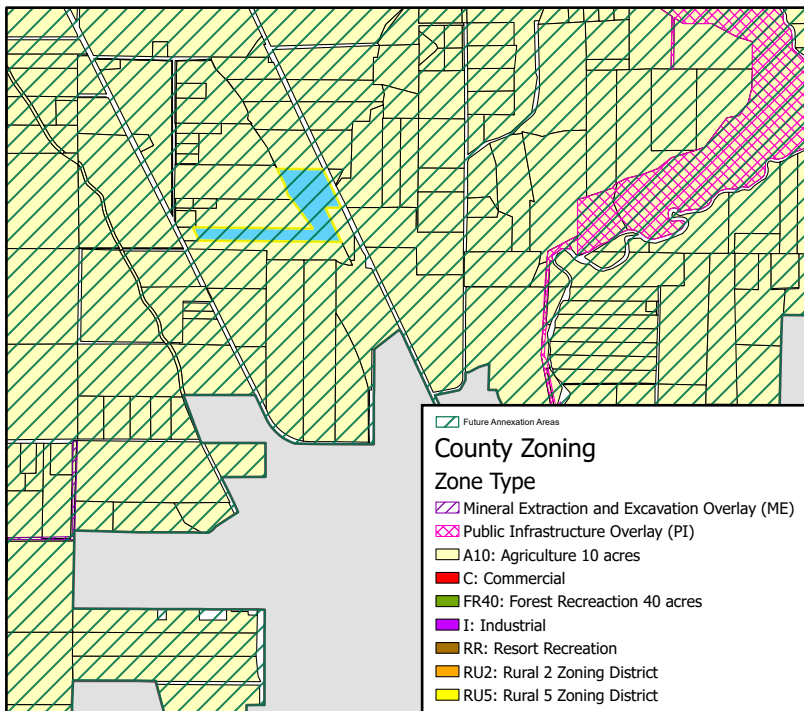 Future Annexation Areas
County Zoning
Zone Type
Mineral Extraction and Excavation Overlay (ME)
Public Infrastructure Overlay (PI)
A10: Agriculture 10 acres
C: Commercial
FR40: Forest Recreaction 40 acres
I: Industrial
RR: Resort Recreation
RU2: Rural 2 Zoning District
RU5: Rural 5 Zoning District